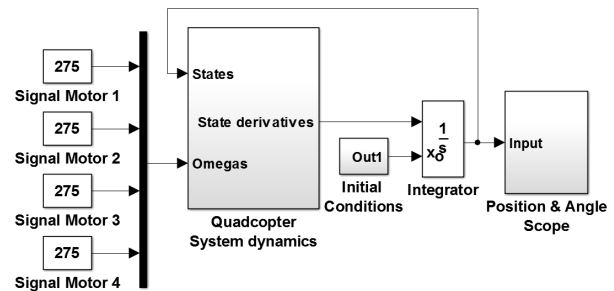 275
Signal Motor 1
275
Signal Motor 2
275
Signal Motor 3
275
Signal Motor 4
States
State derivatives
Omegas
Quadcopter
System dynamics
Out1
Initial
Conditions
1
s
xo
Integrator
Input
Position & Angle
Scope